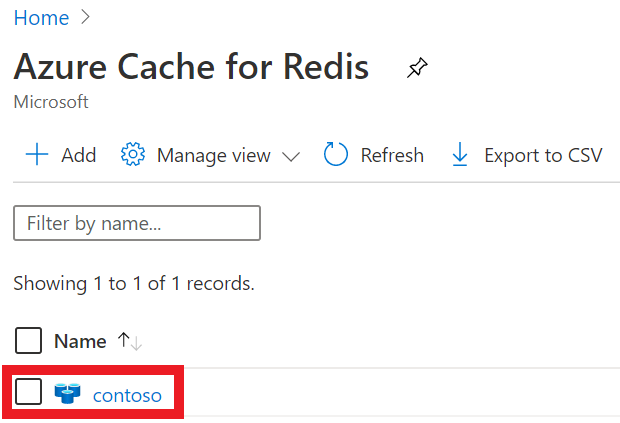 Home
Azure Cache for Redis
Microsoft
Add Manage view Refresh Export to CSV
Filter by name...
Showing 1 to 1 of 1 records.
Name
contoso